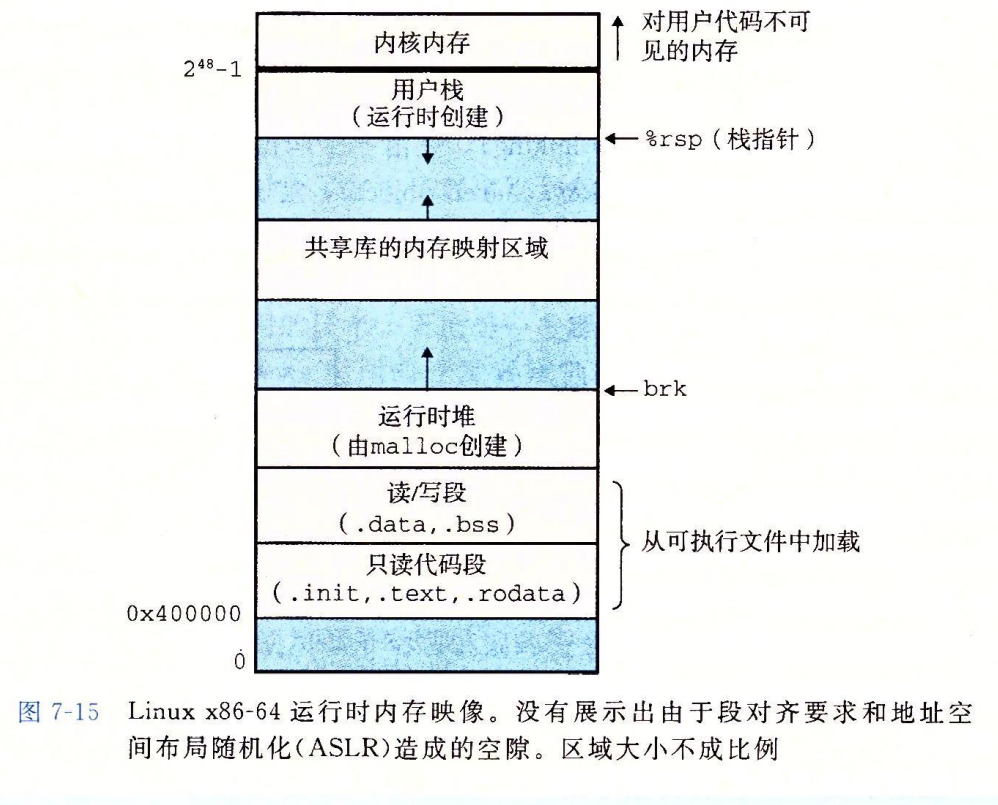 内核内存
对用户代码不可
见的内存
2⁴⁸-1
用户栈
（运行时创建）
%rsp（栈指针）
共享库的内存映射区域
brk
运行时堆
（由malloc创建）
读/写段
（.data,.bss）
从可执行文件中加载
只读代码段
（.init,.text,.rodata）
0x400000
0
图 7-15 Linux x86-64 运行时内存映像。没有展示出由于段对齐要求和地址空
间布局随机化(ASLR)造成的空隙。区域大小不成比例